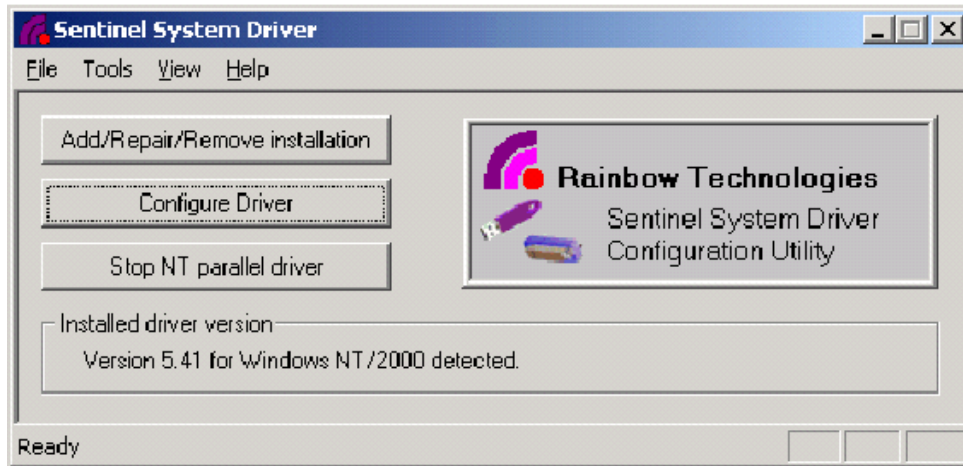 Sentinel System Driver
File Tools View Help
Add/Repair/Remove installation
Configure Driver
Stop NT parallel driver
Rainbow Technologies
Sentinel System Driver
Configuration Utility
Installed driver version
Version 5.41 for Windows NT/2000 detected.
Ready